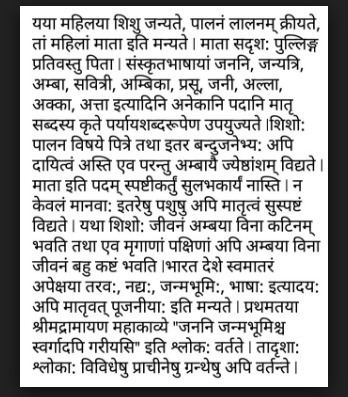 यया महिलया शिशु जन्यते, पालनं लालनम् क्रीयते,
तां महिलां माता इति मन्यते | माता सदृश: पुल्लिङ्ग
प्रतिवस्तु पिता | संस्कृतभाषायां जननि, जन्यत्रि,
अम्बा, सवित्री, अम्बिका, प्रसू, जनी, अल्ला,
अक्का, अत्ता इत्यादिनि अनेकानि पदानि मातृ
सब्दस्य कृते पर्यायशब्दरूपेण उपयुज्यते |शिशो:
पालन विषये पित्रे तथा इतर बन्दुजनेभ्य: अपि
दायित्वं अस्ति एव परन्तु अम्बायै ज्येष्ठांशम् विद्यते |
माता इति पदम् स्पष्टीकर्तुं सुलभकार्यं नास्ति | न
केवलं मानवा: इतरेषु पशुषु अपि मातृत्वं सुस्पष्टं
विद्यते | यथा शिशो: जीवनं अम्बया विना कटिनम्
भवति तथा एव मृगाणां पक्षिणां अपि अम्बया विना
जीवनं बहु कष्टं भवति |भारत देशे स्वमातरं
अपेक्षया तरव:, नद्य:, जन्मभूमि:, भाषा: इत्यादय:
अपि मातृवत् पूजनीया: इति मन्यते | प्रथमतया
श्रीमद्रामायण महाकाव्ये "जननि जन्मभूमिश्च
स्वर्गादपि गरीयसि" इति श्लोक: वर्तते | तादृशा:
श्लोका: विविधेषु प्राचीनेषु ग्रन्थेषु अपि वर्तन्ते |